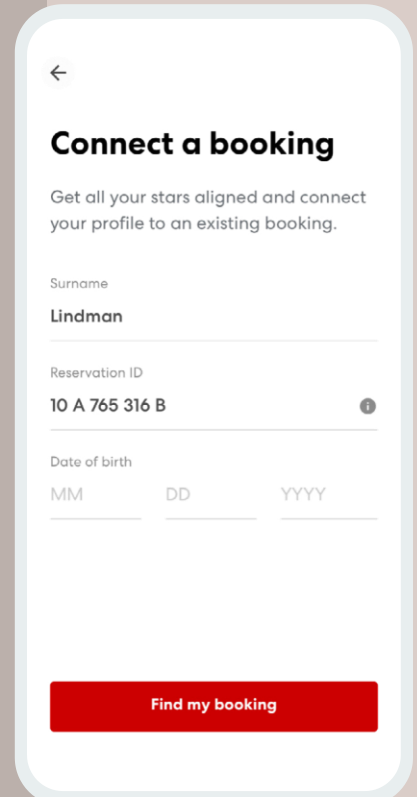 Connect a booking
Get all your stars aligned and connect
your profile to an existing booking.
Surname
Lindman
Reservation ID
10 A 765 316 B
Date of birth
MM DD YYYY
Find my booking